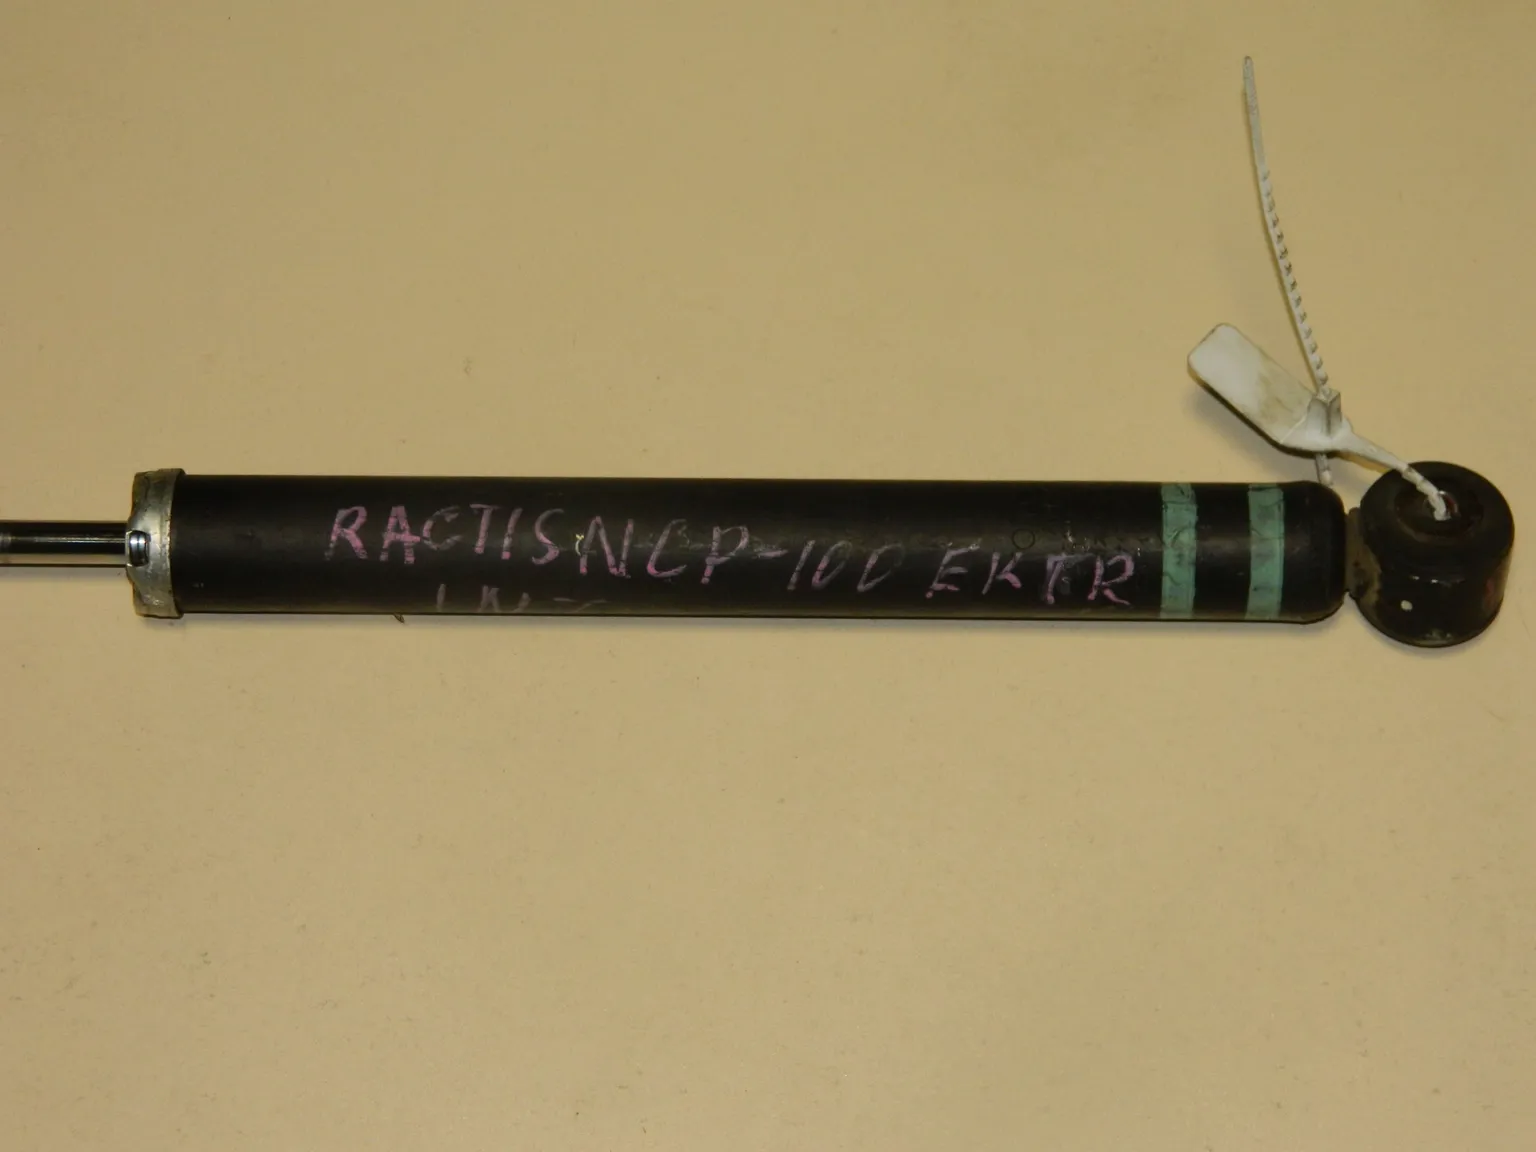 RACTIS NCP-100 EKTR